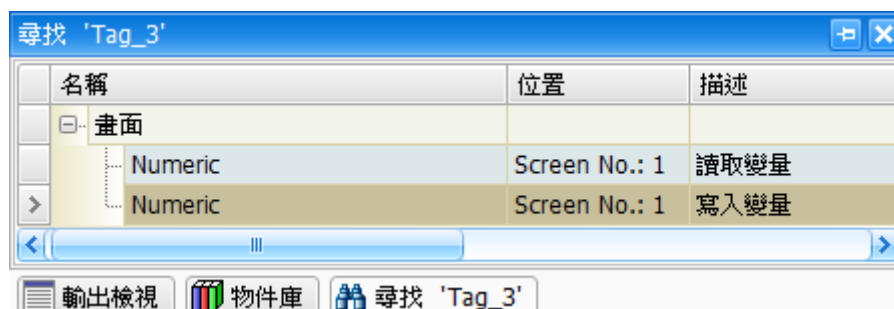 尋找 'Tag_3'
名稱 位置 描述
畫面
Numeric Screen No.: 1 讀取變量
Numeric Screen No.: 1 寫入變量
輸出檢視 物件庫 尋找 'Tag_3'